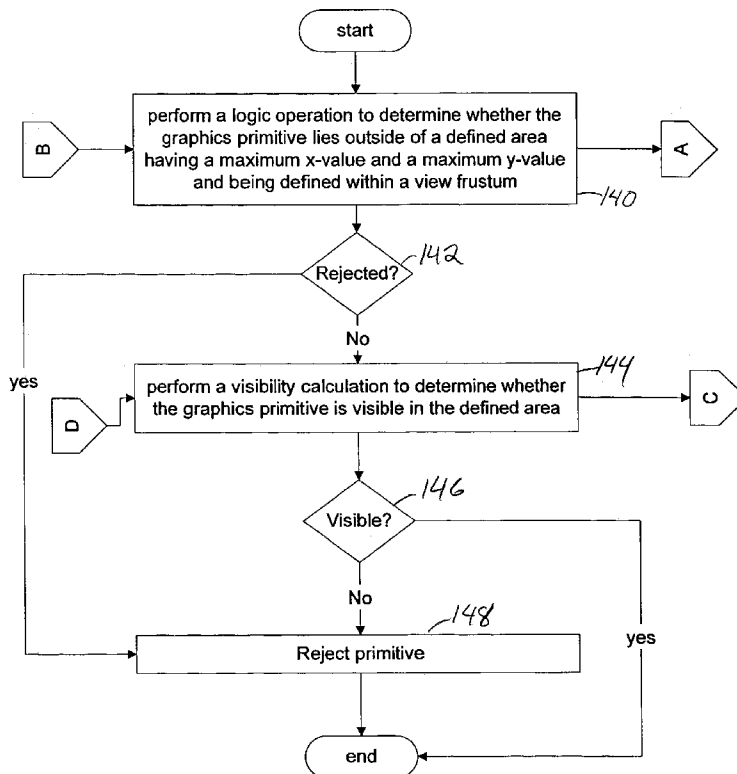 start
perform a logic operation to determine whether the
graphics primitive lies outside of a defined area
having a maximum x-value and a maximum y-value
and being defined within a view frustum
B
A
140
Rejected?
142
No
yes
perform a visibility calculation to determine whether
the graphics primitive is visible in the defined area
144
D
C
Visible?
146
No
yes
148
Reject primitive
end